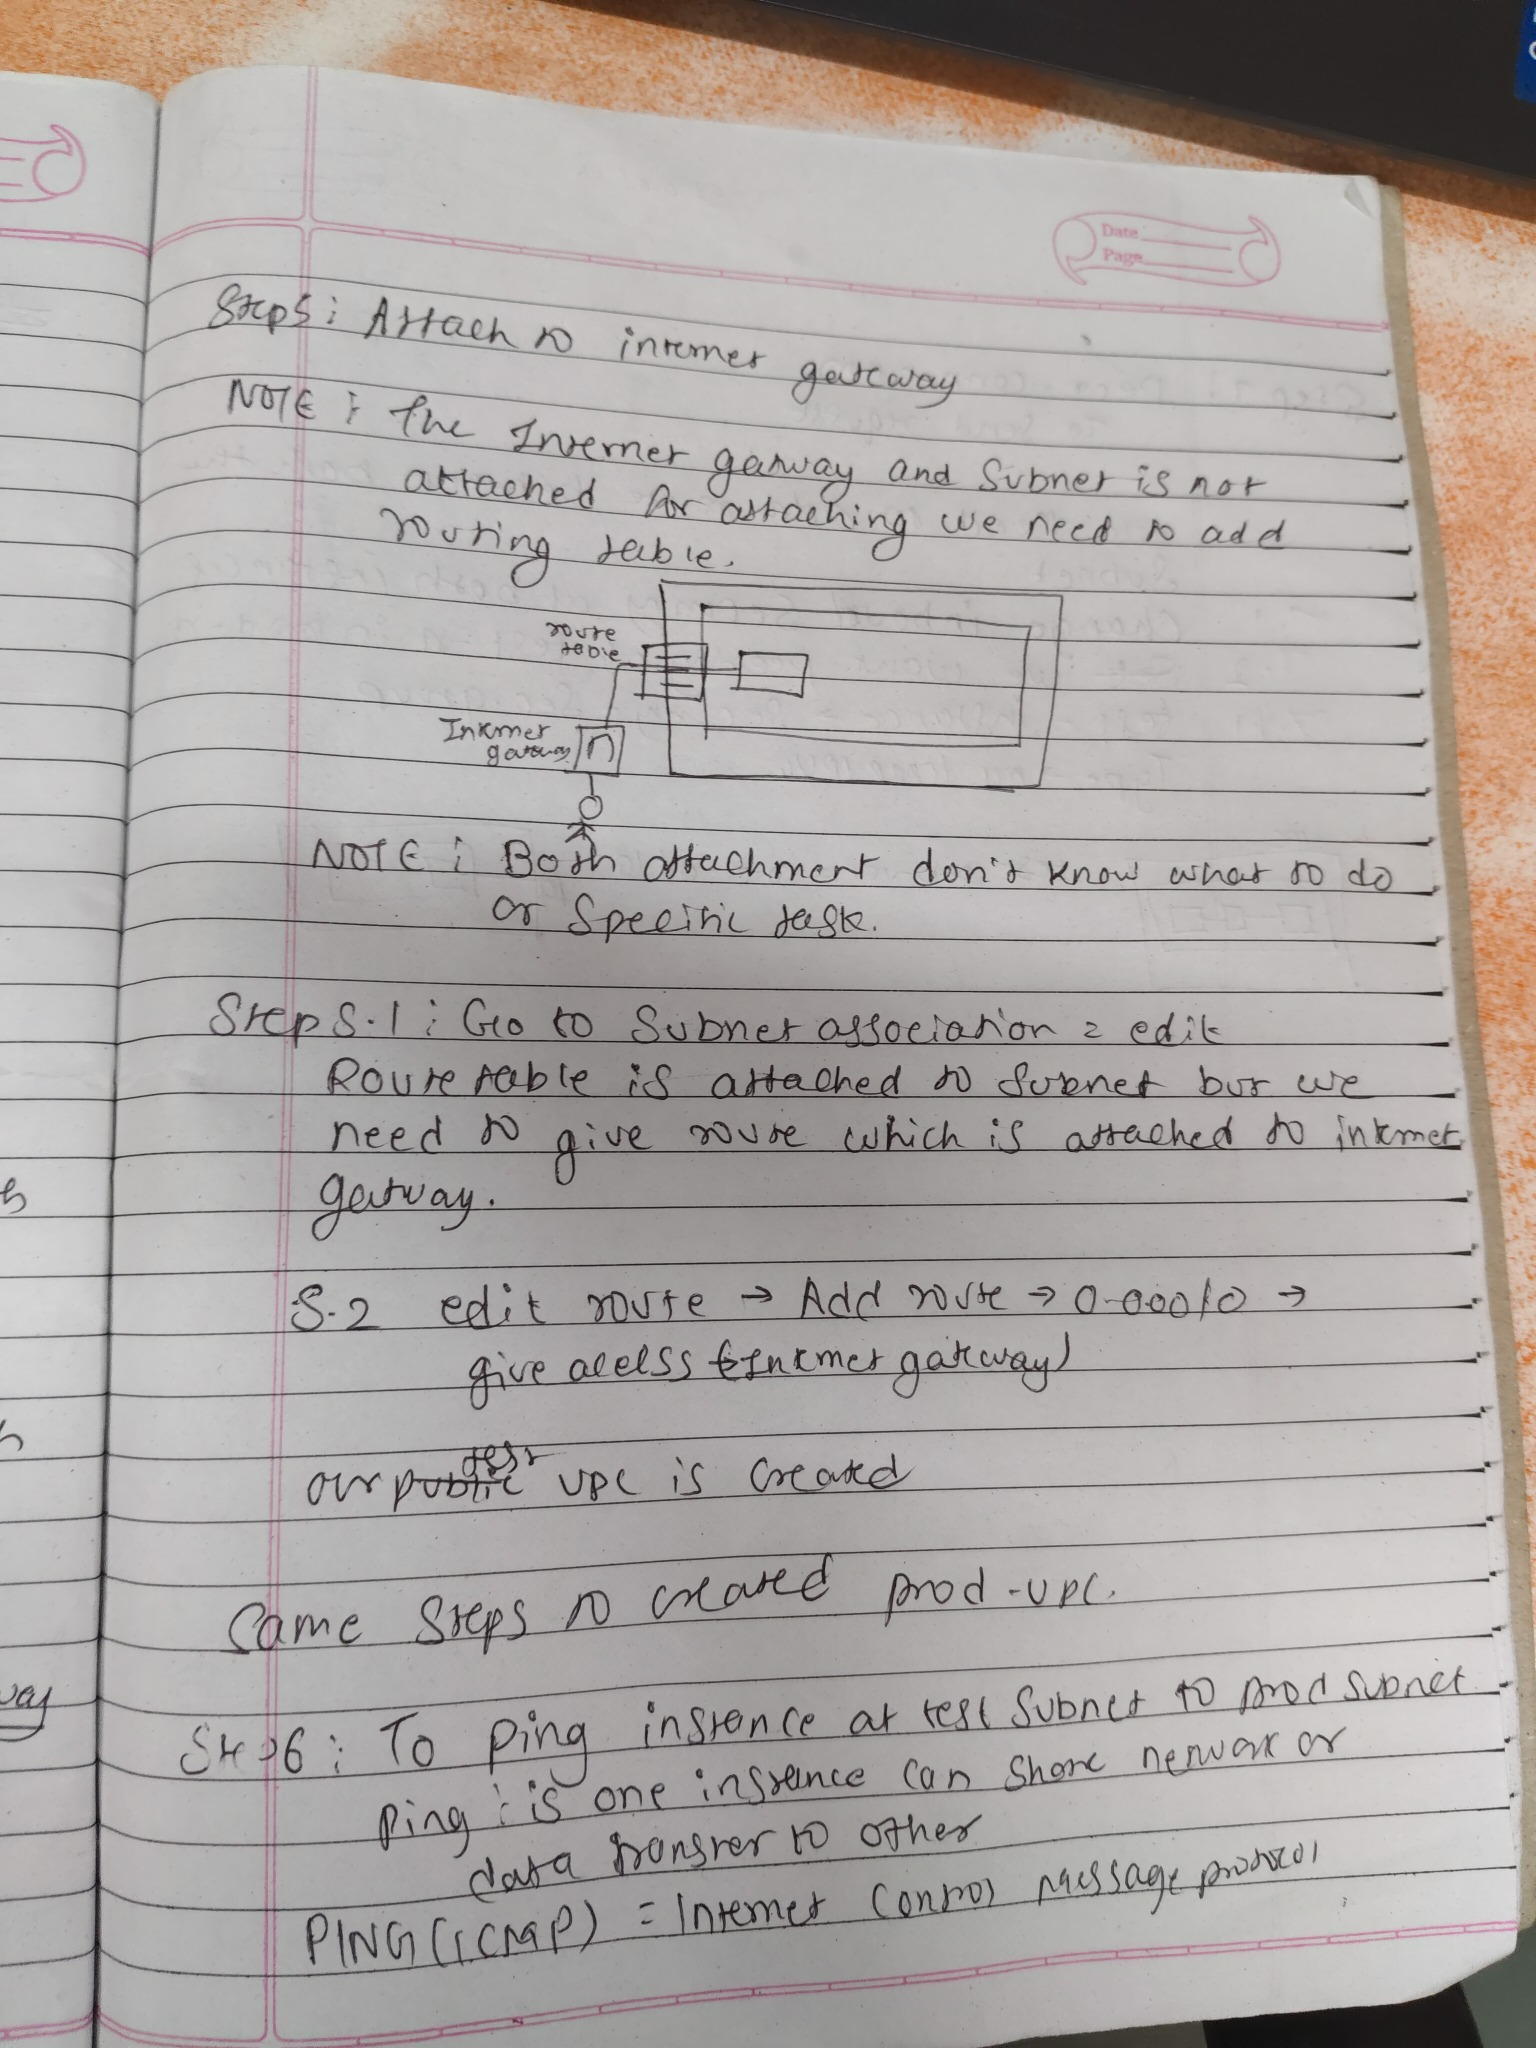 Date
Page
Step5 : Attach to internet gateway
NOTE : The Internet gatway and Subnet is not
attached for attaching we need to add
routing table.
route
table
Internet
gateway
NOTE : Both attachment don't know what to do
or specific task.
Step 5.1 : Go to Subnet association = edit
Route table is attached to Subnet but we
need to give route which is attached to internet
gatway.
5.2 edit route → Add route → 0.0.0.0/0 →
give access (Internet gateway)
test
our public vpc is created
Same Steps to created prod-vpc.
Step6 : To ping instance at test Subnet to prod subnet
ping : is one instance can share network or
data transfer to other
PING (ICMP) = Internet Control Message protocol